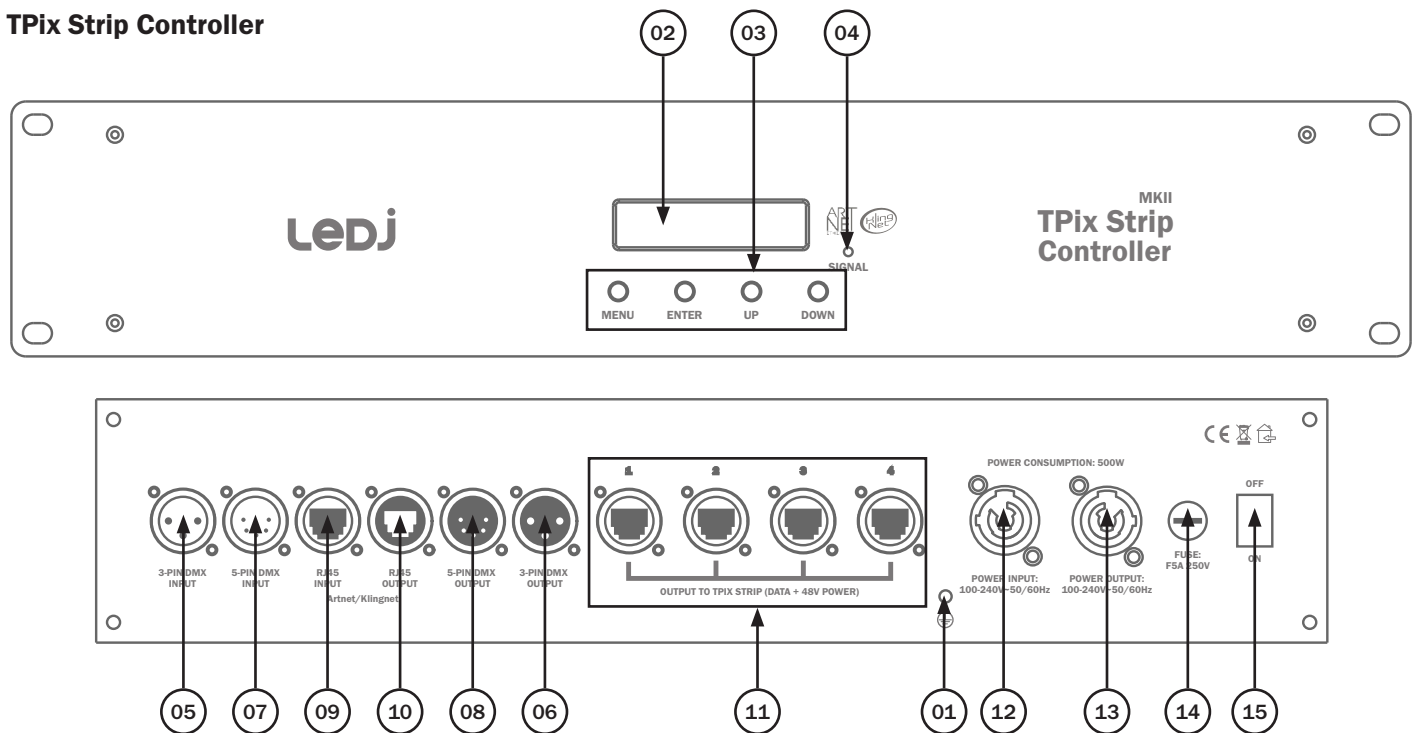 TPix Strip Controller
02 03 04
LEDJ
ART
NET
Kling
Net
SIGNAL
MENU ENTER UP DOWN
MKII
TPix Strip
Controller
1 2 3 4
POWER CONSUMPTION: 500W
CE
OFF
ON
3-PIN DMX
INPUT
5-PIN DMX
INPUT
RJ45
INPUT
RJ45
OUTPUT
Artnet/Klingnet
5-PIN DMX
OUTPUT
3-PIN DMX
OUTPUT
OUTPUT TO TPIX STRIP (DATA + 48V POWER)
POWER INPUT:
100-240V~50/60Hz
POWER OUTPUT:
100-240V~50/60Hz
FUSE:
F5A 250V
05 07 09 10 08 06 11 01 12 13 14 15